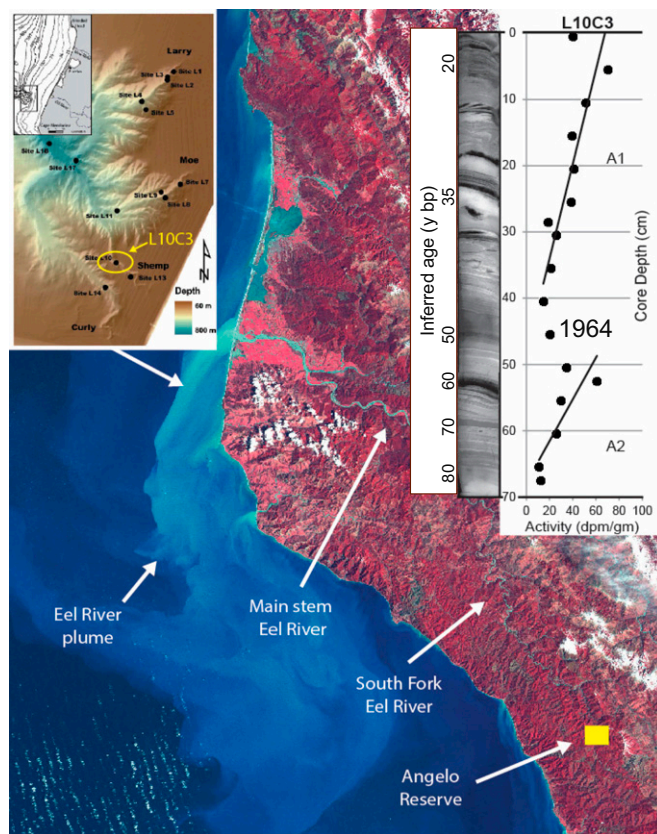 Larry
Site L3
Site L1
Site L2
Site L4
Site L5
Moe
Site L7
Site L9
Site L8
Site L11
L10C3
Site L10
Shemp
Site L13
Site L14
Curly
Depth
60 m
800 m
Inferred age (y bp)
20
35
50
60
70
80
L10C3
0
10
20
30
40
50
60
70
A1
1964
A2
Core Depth (cm)
0 20 40 60 80 100
Activity (dpm/gm)
Eel River
plume
Main stem
Eel River
South Fork
Eel River
Angelo
Reserve